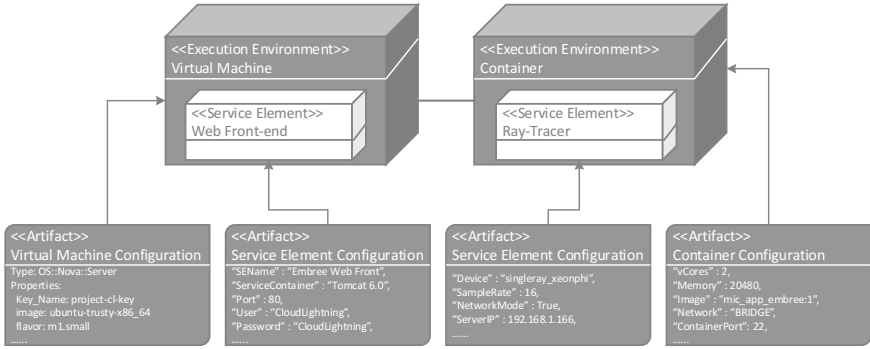 <<Execution Environment>>
Virtual Machine
<<Service Element>>
Web Front-end
<<Execution Environment>>
Container
<<Service Element>>
Ray-Tracer
<<Artifact>>
Virtual Machine Configuration
Type: OS::Nova::Server
Properties:
Key_Name: project-cl-key
image: ubuntu-trusty-x86_64
flavor: m1.small
......
<<Artifact>>
Service Element Configuration
“SEName” : “Embree Web Front”,
“ServiceContainer” : “Tomcat 6.0”,
“Port” : 80,
“User” : “CloudLightning”,
“Password” : “CloudLightning”,
......
<<Artifact>>
Service Element Configuration
“Device” : “singleray_xeonphi”,
“SampleRate” : 16,
“NetworkMode” : True,
“ServerIP” : 192.168.1.166,
......
<<Artifact>>
Container Configuration
“vCores” : 2,
“Memory” : 20480,
“Image” : “mic_app_embree:1”,
“Network” : “BRIDGE”,
“ContainerPort” : 22,
......